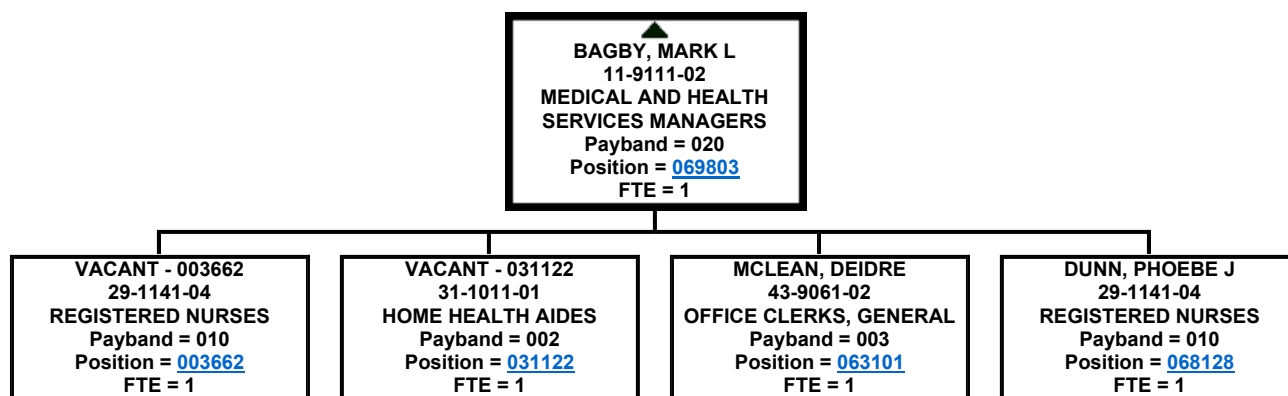 BAGBY, MARK L
11-9111-02
MEDICAL AND HEALTH
SERVICES MANAGERS
Payband = 020
Position = 069803
FTE = 1
VACANT - 003662
29-1141-04
REGISTERED NURSES
Payband = 010
Position = 003662
FTE = 1
VACANT - 031122
31-1011-01
HOME HEALTH AIDES
Payband = 002
Position = 031122
FTE = 1
MCLEAN, DEIDRE
43-9061-02
OFFICE CLERKS, GENERAL
Payband = 003
Position = 063101
FTE = 1
DUNN, PHOEBE J
29-1141-04
REGISTERED NURSES
Payband = 010
Position = 068128
FTE = 1